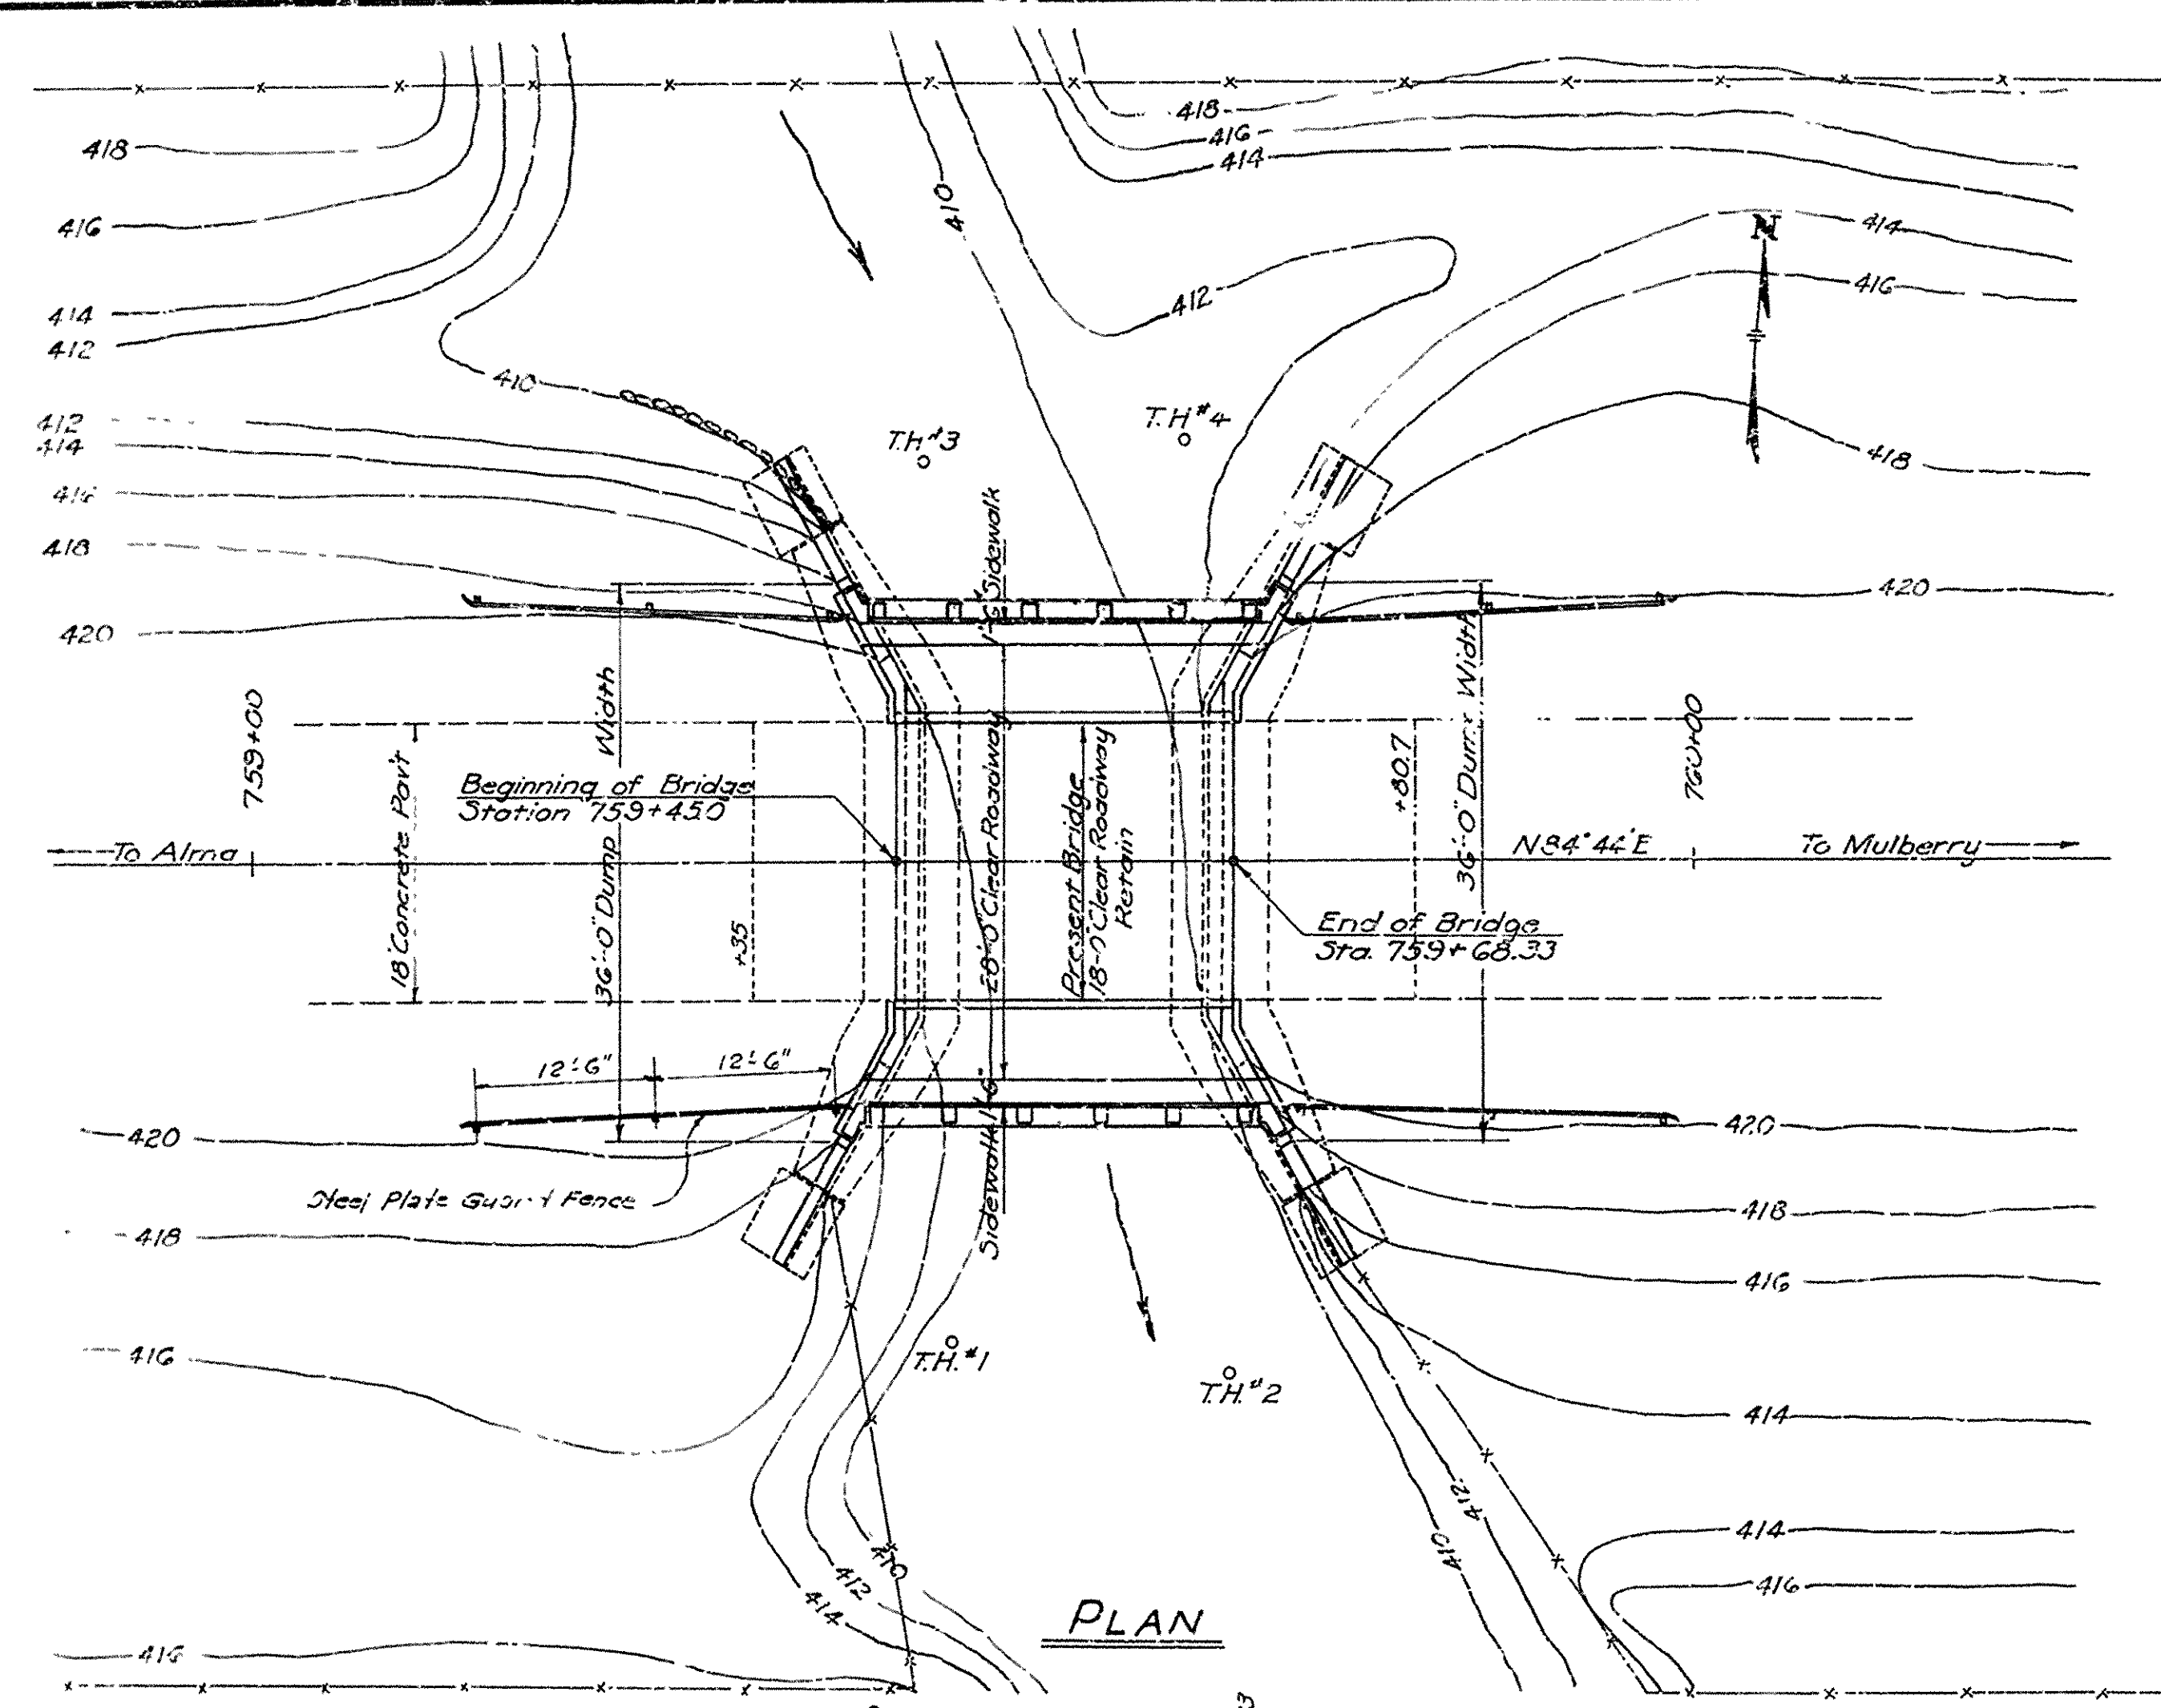 418
418
416
414
416
410
N
414
416
412
414
412
410
412
414
T.H.#3
T.H.#4
418
418
420
420
1'-6" Sidewalk
759+00
18' Concrete Pav't
36'-0" Dump Width
+35
Beginning of Bridge
Station 759+45.0
28'-0" Clear Roadway
Present Bridge
18'-0" Clear Roadway
Retain
+80.7
36'-0" Dump Width
760+00
To Alma
N84°44'E
To Mulberry
End of Bridge
Sta. 759+68.33
12'-6"
12'-6"
420
Sidewalk 1'-6"
420
Steel Plate Guard Fence
418
418
416
416
T.H.#1
T.H.#2
414
412
410
414
410
412
414
416
PLAN
416